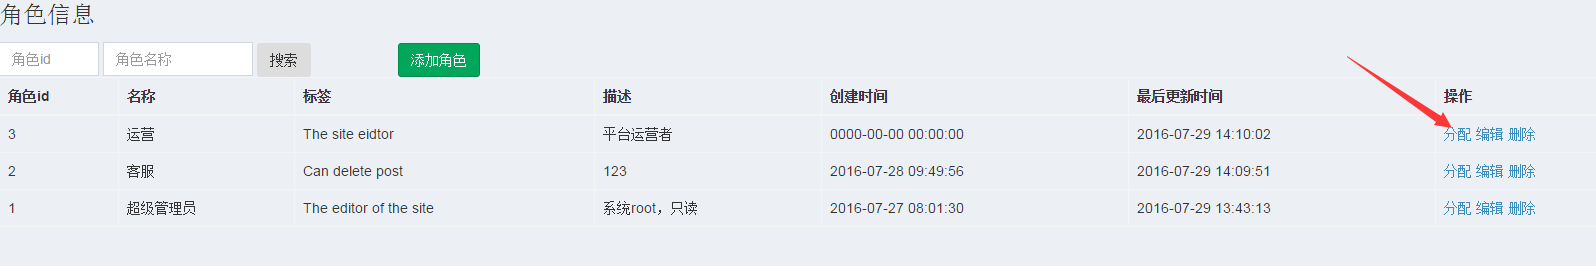 角色信息
角色id 角色名称 搜索 添加角色
角色id 名称 标签 描述 创建时间 最后更新时间 操作
3 运营 The site eidtor 平台运营者 0000-00-00 00:00:00 2016-07-29 14:10:02 分配 编辑 删除
2 客服 Can delete post 123 2016-07-28 09:49:56 2016-07-29 14:09:51 分配 编辑 删除
1 超级管理员 The editor of the site 系统root，只读 2016-07-27 08:01:30 2016-07-29 13:43:13 分配 编辑 删除